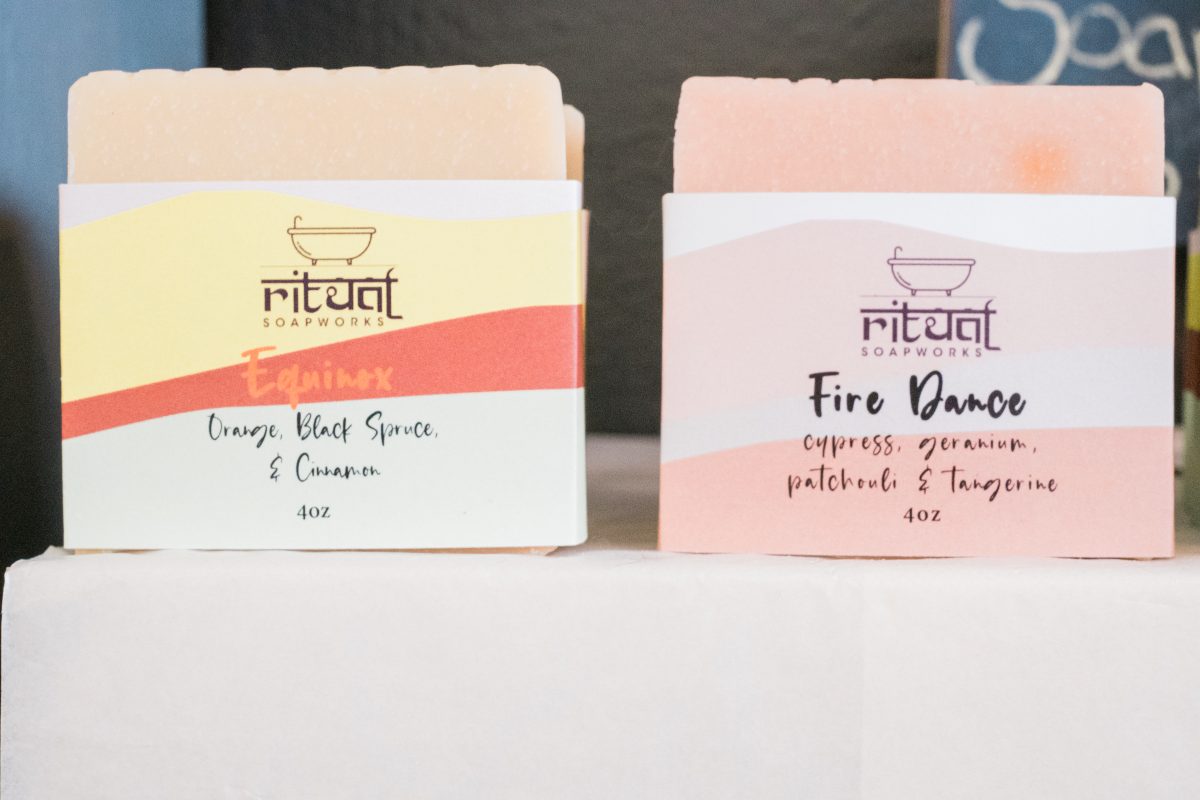 ritual
SOAPWORKS
Equinox
Orange, Black Spruce,
& Cinnamon
4oz
ritual
SOAPWORKS
Fire Dance
cypress, geranium,
patchouli & tangerine
4oz